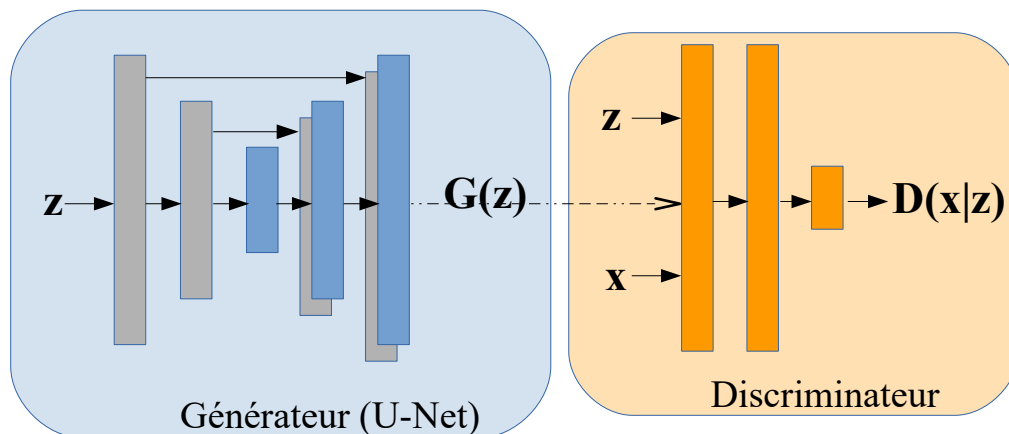 z
G(z)
Générateur (U-Net)
z
x
D(x|z)
Discriminateur